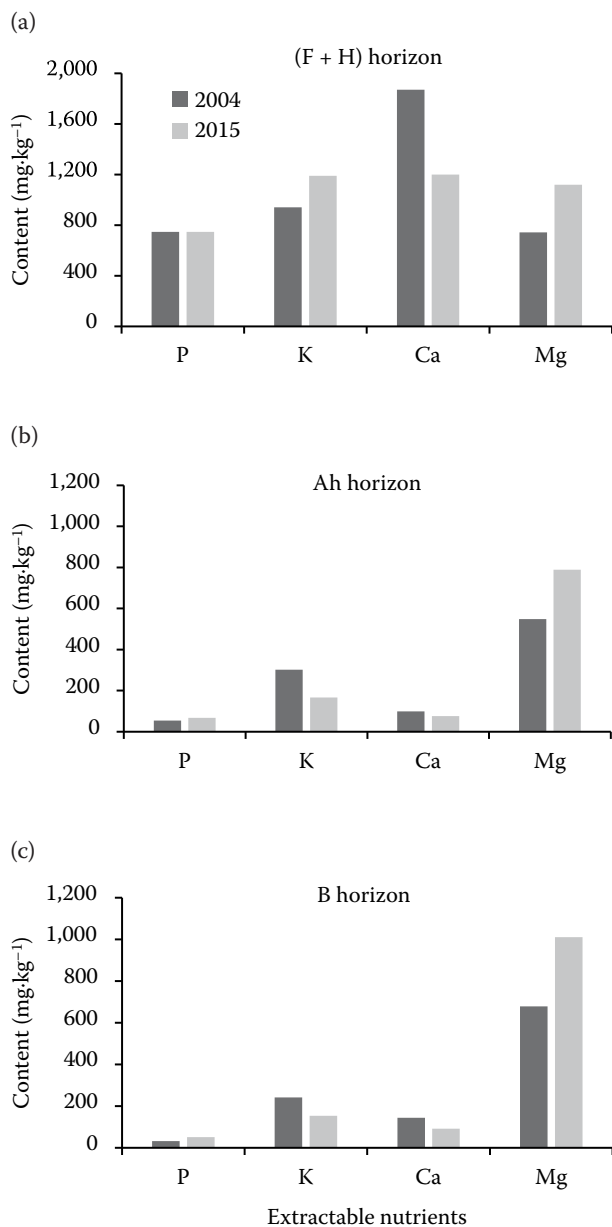 (a)
(F + H) horizon
2004
2015
Content (mg·kg⁻¹)
2,000
1,600
1,200
800
400
0
P K Ca Mg
(b)
Ah horizon
Content (mg·kg⁻¹)
1,200
1,000
800
600
400
200
0
P K Ca Mg
(c)
B horizon
Content (mg·kg⁻¹)
1,200
1,000
800
600
400
200
0
P K Ca Mg
Extractable nutrients